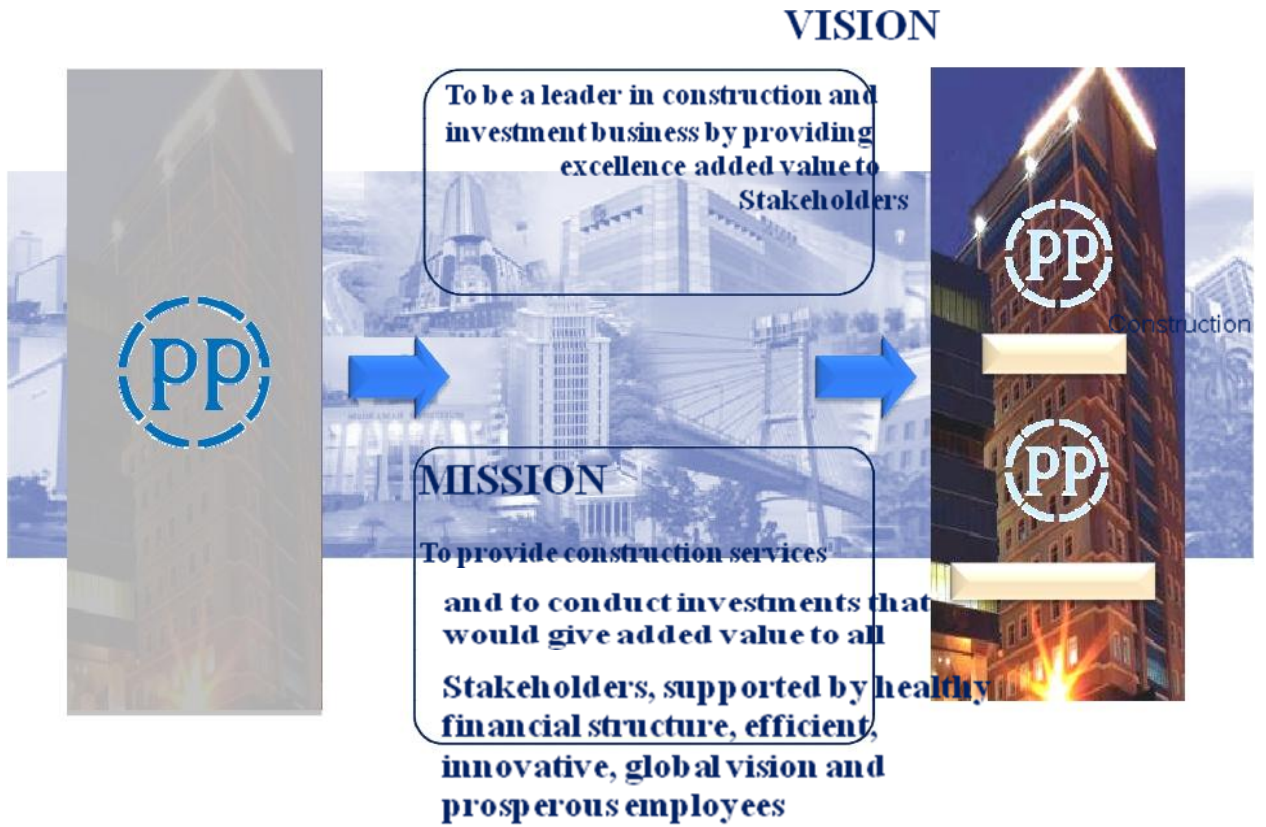 VISION
To be a leader in construction and
investment business by providing
excellence added value to
Stakeholders
PP
PP
Construction
PP
MISSION
To provide construction services
and to conduct investments that
would give added value to all
Stakeholders, supported by healthy
financial structure, efficient,
innovative, global vision and
prosperous employees